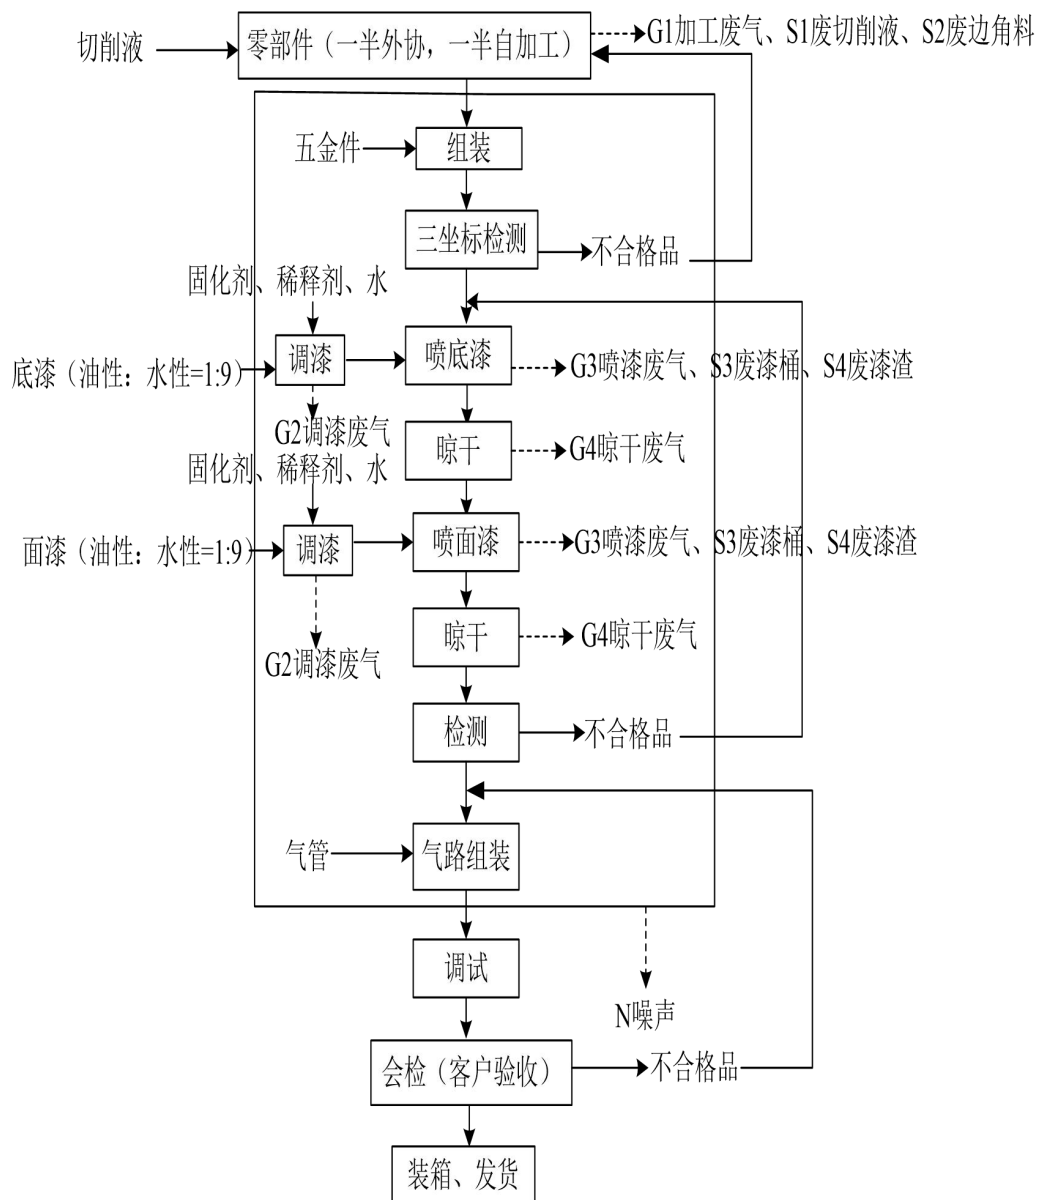 切削液
零部件（一半外协，一半自加工）
G1加工废气、S1废切削液、S2废边角料
五金件
组装
三坐标检测
不合格品
固化剂、稀释剂、水
底漆（油性：水性=1:9）
调漆
喷底漆
G3喷漆废气、S3废漆桶、S4废漆渣
G2调漆废气
晾干
G4晾干废气
固化剂、稀释剂、水
面漆（油性：水性=1:9）
调漆
喷面漆
G3喷漆废气、S3废漆桶、S4废漆渣
G2调漆废气
晾干
G4晾干废气
检测
不合格品
气管
气路组装
调试
N噪声
会检（客户验收）
不合格品
装箱、发货